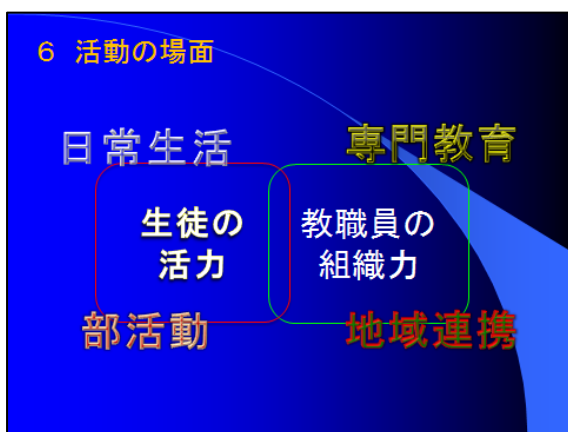 6 活動の場面
日常生活
専門教育
生徒の
活力
教職員の
組織力
部活動
地域連携